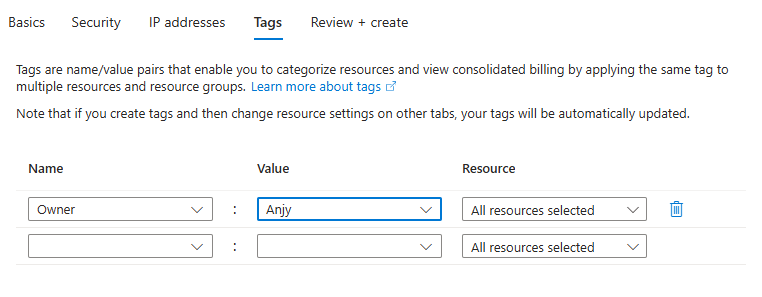 Basics Security IP addresses Tags Review + create
Tags are name/value pairs that enable you to categorize resources and view consolidated billing by applying the same tag to
multiple resources and resource groups. Learn more about tags
Note that if you create tags and then change resource settings on other tabs, your tags will be automatically updated.
Name Value Resource
Owner : Anjy All resources selected
: All resources selected